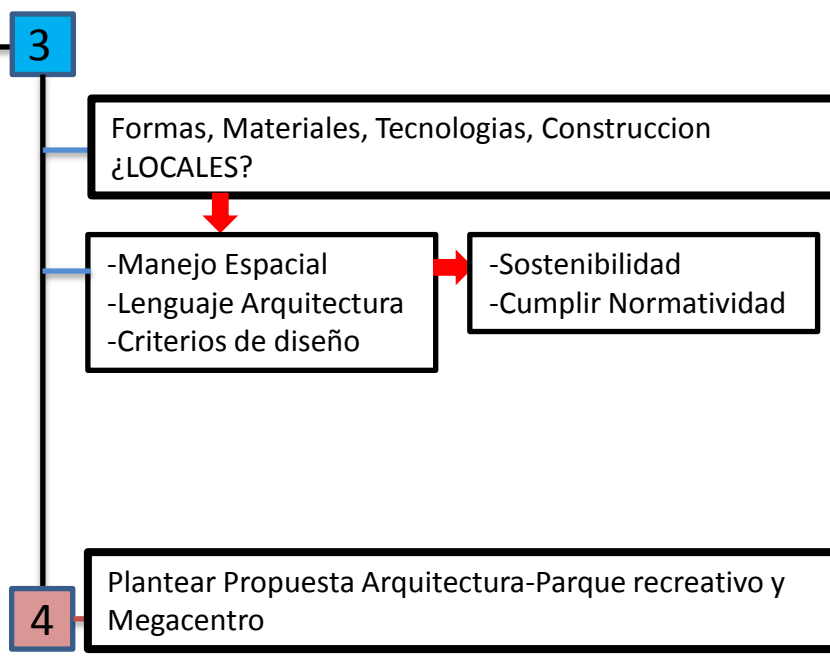 3
Formas, Materiales, Tecnologias, Construccion
¿LOCALES?
-Manejo Espacial
-Lenguaje Arquitectura
-Criterios de diseño
-Sostenibilidad
-Cumplir Normatividad
4
Plantear Propuesta Arquitectura-Parque recreativo y
Megacentro